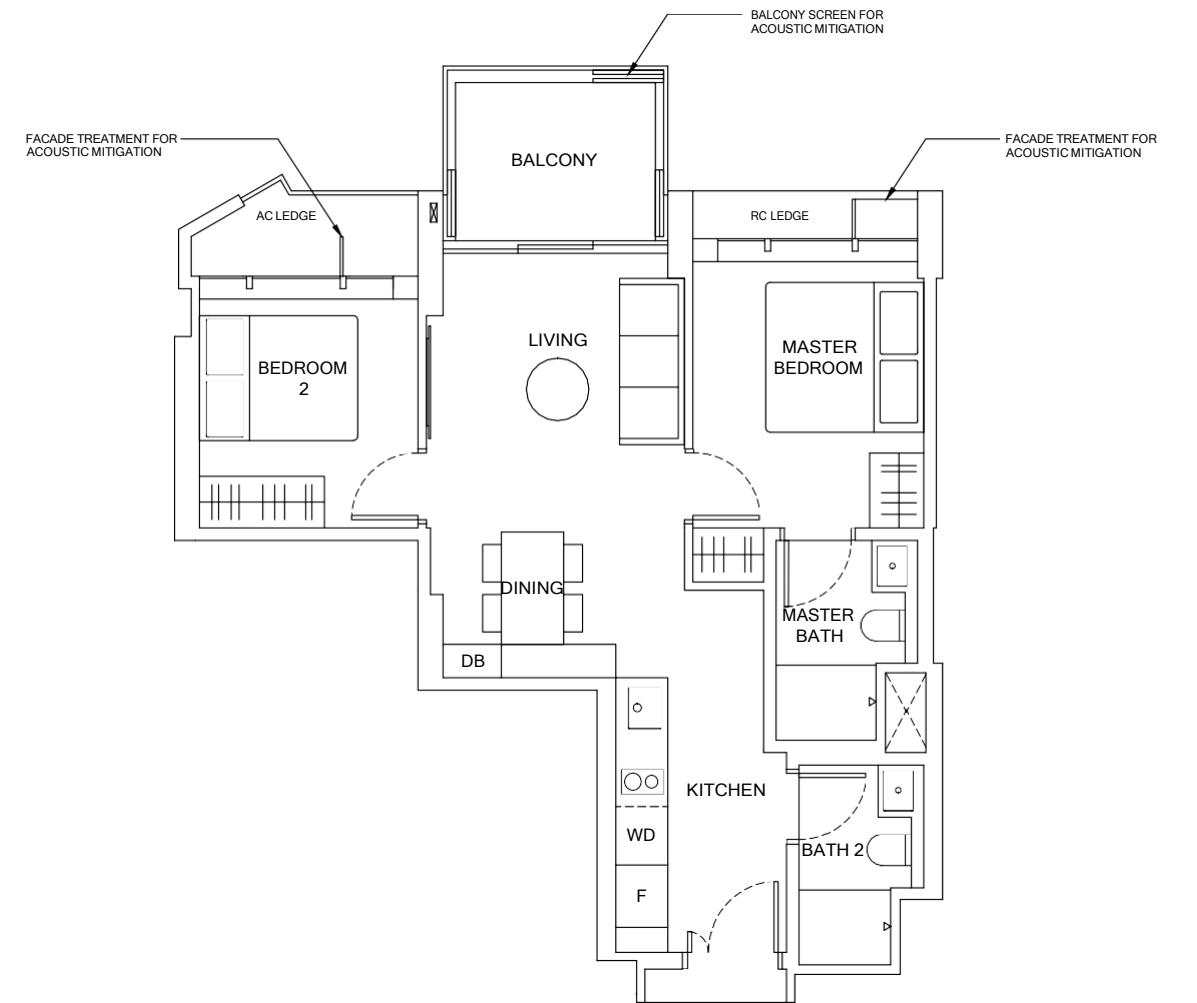 BALCONY SCREEN FOR
ACOUSTIC MITIGATION
FACADE TREATMENT FOR
ACOUSTIC MITIGATION
FACADE TREATMENT FOR
ACOUSTIC MITIGATION
BALCONY
AC LEDGE
RC LEDGE
LIVING
BEDROOM
2
MASTER
BEDROOM
DINING
MASTER
BATH
DB
KITCHEN
WD
BATH 2
F